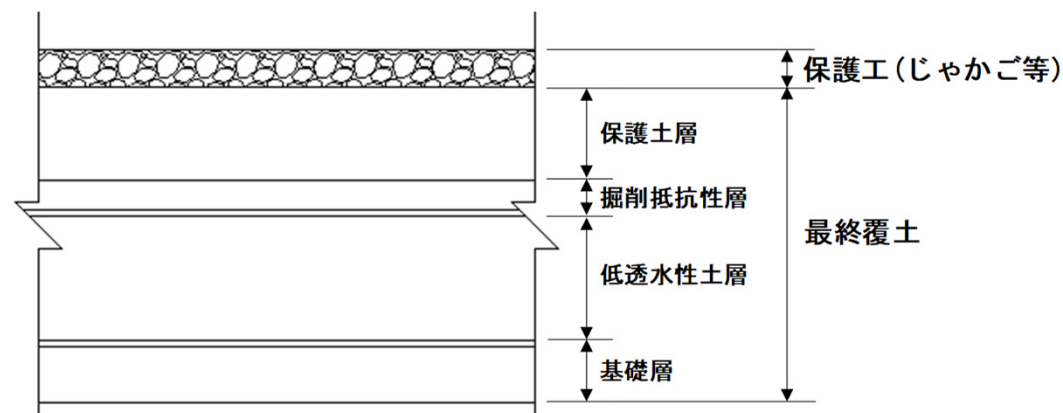 保護工(じゃかご等)
保護土層
掘削抵抗性層
最終覆土
低透水性土層
基礎層